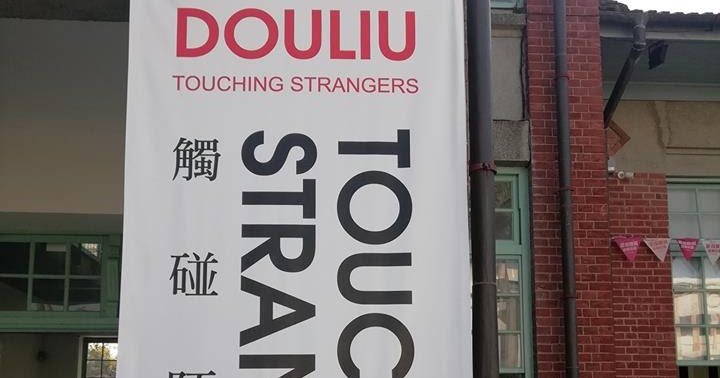 DOULIU
TOUCHING STRANGERS
觸碰
TOUC
STRAN